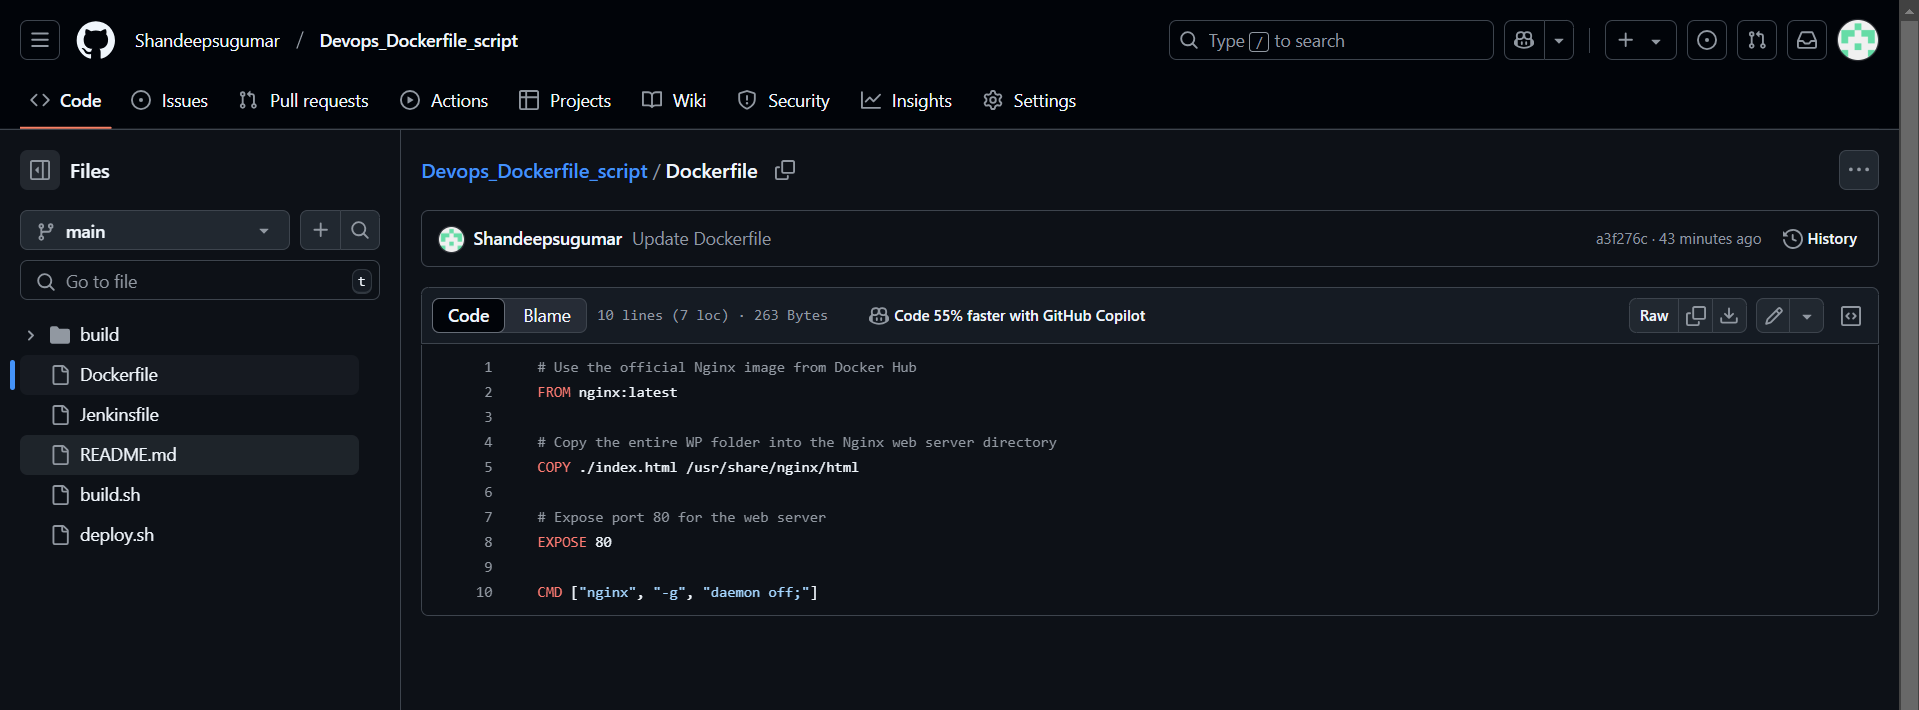 Shandeepsugumar / Devops_Dockerfile_script
Type / to search
Code Issues Pull requests Actions Projects Wiki Security Insights Settings
Files
main
Go to file t
build
Dockerfile
Jenkinsfile
README.md
build.sh
deploy.sh
Devops_Dockerfile_script / Dockerfile
Shandeepsugumar Update Dockerfile
a3f276c · 43 minutes ago History
Code Blame 10 lines (7 loc) · 263 Bytes Code 55% faster with GitHub Copilot Raw
1 # Use the official Nginx image from Docker Hub
2 FROM nginx:latest
3
4 # Copy the entire WP folder into the Nginx web server directory
5 COPY ./index.html /usr/share/nginx/html
6
7 # Expose port 80 for the web server
8 EXPOSE 80
9
10 CMD ["nginx", "-g", "daemon off;"]